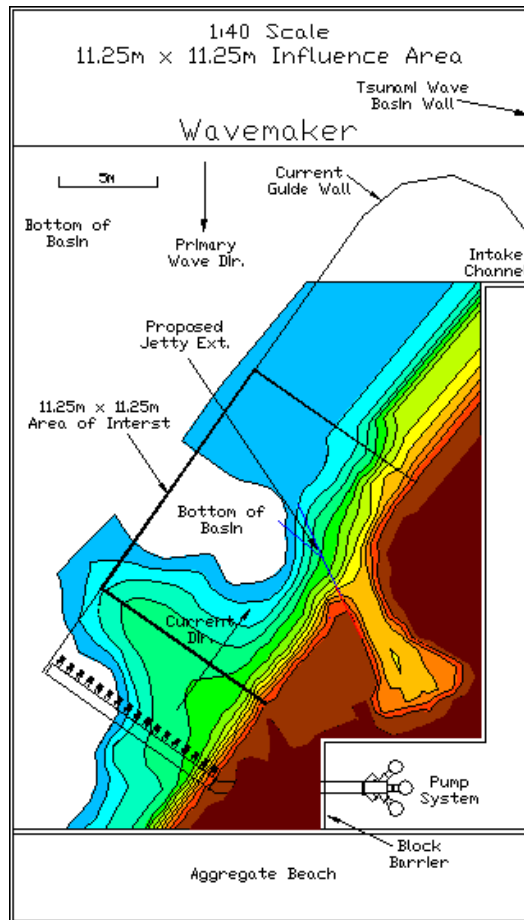 1:40 Scale
11.25m x 11.25m Influence Area
Tsunami Wave
Basin Wall
Wavemaker
5M
Current
Guide Wall
Bottom of
Basin
Primary
Wave Dir.
Intake
Channel
Proposed
Jetty Ext.
11.25m x 11.25m
Area of Interst
Bottom of
Basin
Current
Dir.
Pump
System
Block
Barrier
Aggregate Beach